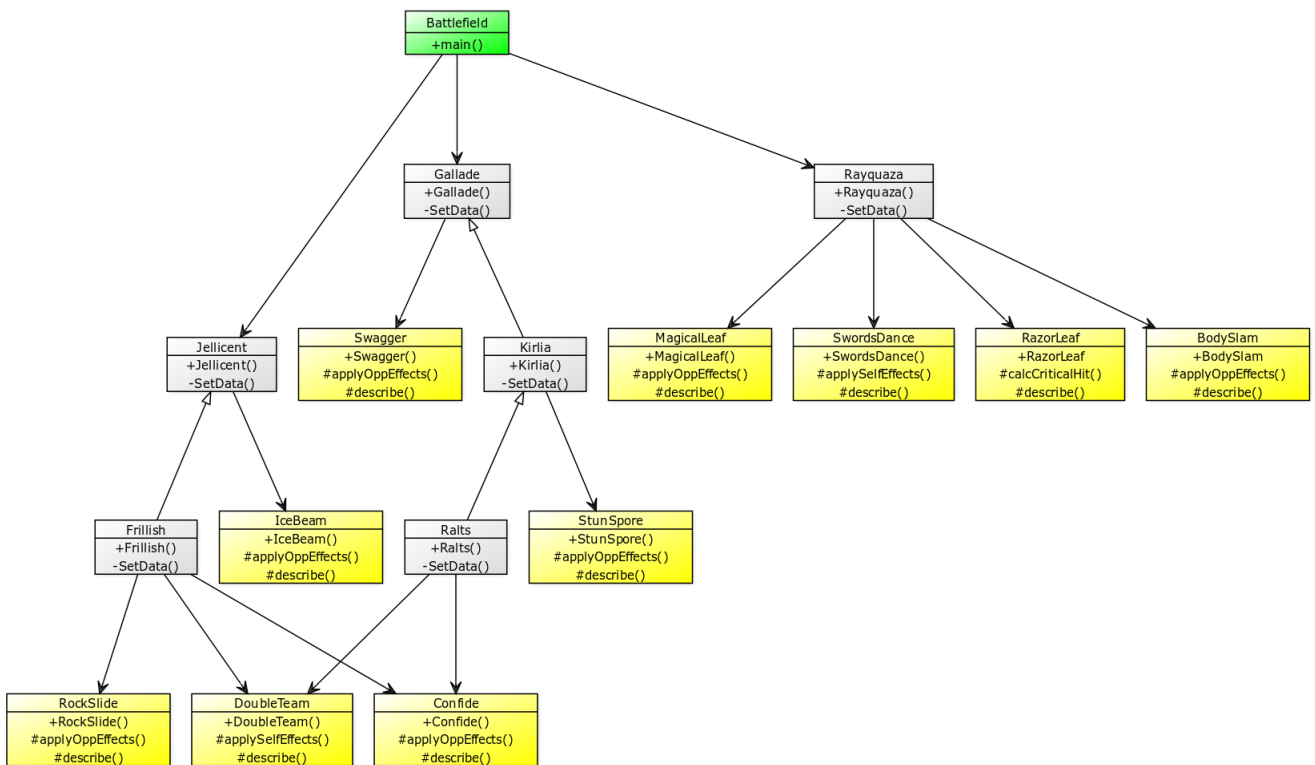 Battlefield
+main()
Gallade
+Gallade()
-SetData()
Rayquaza
+Rayquaza()
-SetData()
Jellicent
+Jellicent()
-SetData()
Swagger
+Swagger()
#applyOppEffects()
#describe()
Kirlia
+Kirlia()
-SetData()
MagicalLeaf
+MagicalLeaf()
#applyOppEffects()
#describe()
SwordsDance
+SwordsDance()
#applySelfEffects()
#describe()
RazorLeaf
+RazorLeaf
#calcCriticalHit()
#describe()
BodySlam
+BodySlam
#applyOppEffects()
#describe()
Frillish
+Frillish()
-SetData()
IceBeam
+IceBeam()
#applyOppEffects()
#describe()
Ralts
+Ralts()
-SetData()
StunSpore
+StunSpore()
#applyOppEffects()
#describe()
RockSlide
+RockSlide()
#applyOppEffects()
#describe()
DoubleTeam
+DoubleTeam()
#applySelfEffects()
#describe()
Confide
+Confide()
#applyOppEffects()
#describe()